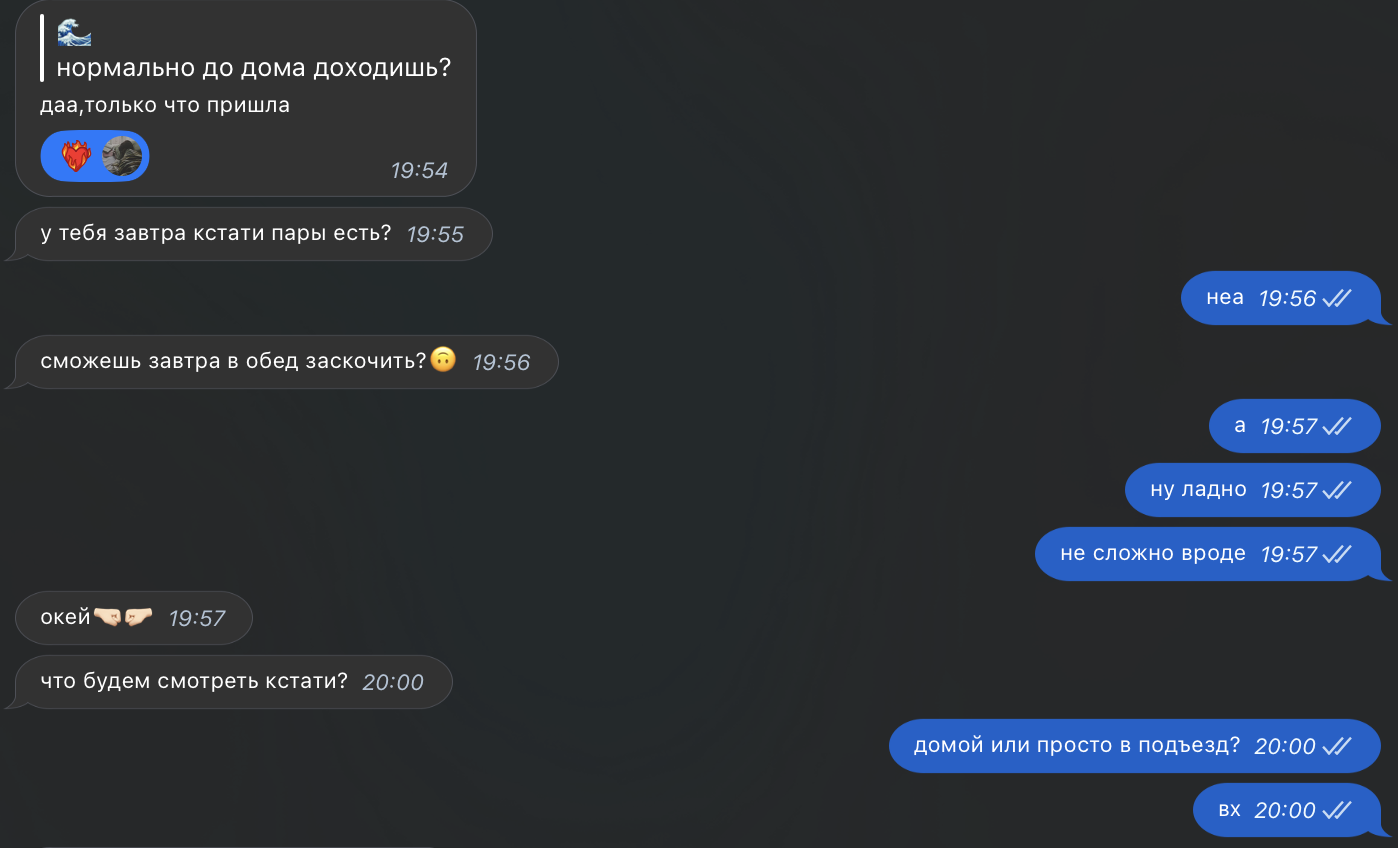 🌊
нормально до дома доходишь?
даа,только что пришла
❤️‍🔥
19:54
у тебя завтра кстати пары есть? 19:55
неа 19:56
сможешь завтра в обед заскочить?🙃 19:56
а 19:57
ну ладно 19:57
не сложно вроде 19:57
окей🤜🏻🤛🏻 19:57
что будем смотреть кстати? 20:00
домой или просто в подъезд? 20:00
вх 20:00